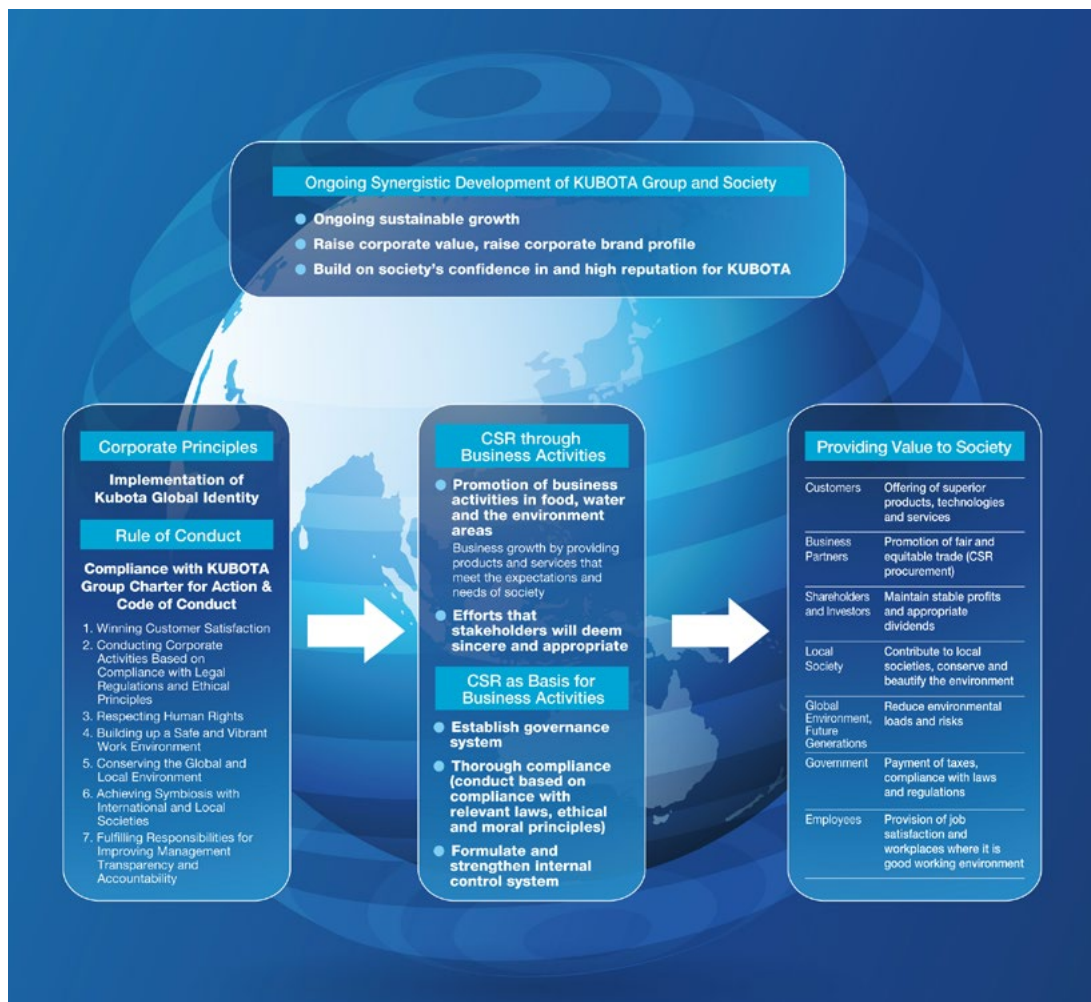 Ongoing Synergistic Development of KUBOTA Group and Society
● Ongoing sustainable growth
● Raise corporate value, raise corporate brand profile
● Build on society's confidence in and high reputation for KUBOTA
Corporate Principles
Implementation of
Kubota Global Identity
Rule of Conduct
Compliance with KUBOTA
Group Charter for Action &
Code of Conduct
1. Winning Customer Satisfaction
2. Conducting Corporate
Activities Based on
Compliance with Legal
Regulations and Ethical
Principles
3. Respecting Human Rights
4. Building up a Safe and Vibrant
Work Environment
5. Conserving the Global and
Local Environment
6. Achieving Symbiosis with
International and Local
Societies
7. Fulfilling Responsibilities for
Improving Management
Transparency and
Accountability
CSR through
Business Activities
● Promotion of business
activities in food, water
and the environment
areas
Business growth by providing
products and services that
meet the expectations and
needs of society
● Efforts that
stakeholders will deem
sincere and appropriate
CSR as Basis for
Business Activities
● Establish governance
system
● Thorough compliance
(conduct based on
compliance with
relevant laws, ethical
and moral principles)
● Formulate and
strengthen internal
control system
Providing Value to Society
Customers Offering of superior
products, technologies
and services
Business Promotion of fair and
Partners equitable trade (CSR
procurement)
Shareholders Maintain stable profits
and Investors and appropriate
dividends
Local Contribute to local
Society societies, conserve and
beautify the environment
Global Reduce environmental
Environment, loads and risks
Future
Generations
Government Payment of taxes,
compliance with laws
and regulations
Employees Provision of job
satisfaction and
workplaces where it is
good working environment